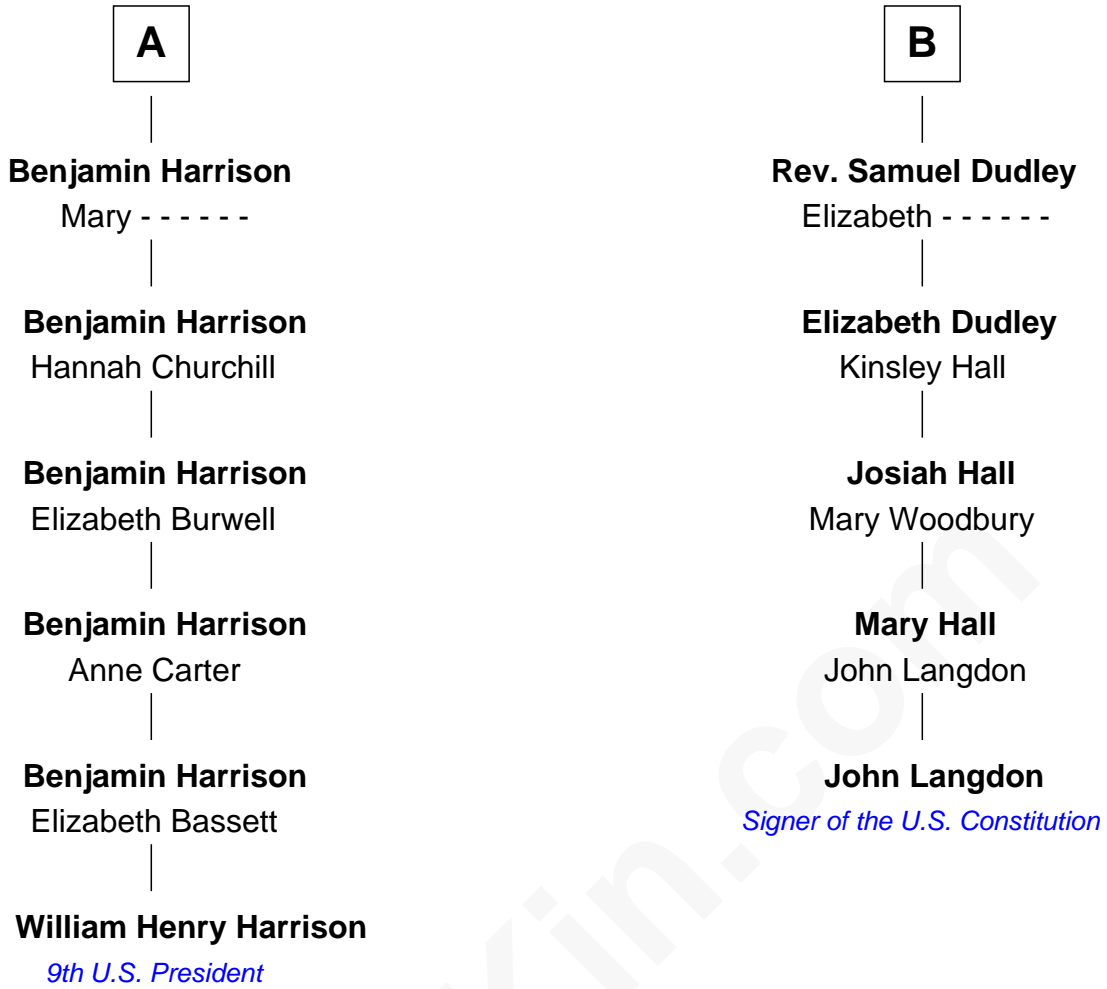 A
Benjamin Harrison
Mary - - - - - -
Benjamin Harrison
Hannah Churchill
Benjamin Harrison
Elizabeth Burwell
Benjamin Harrison
Anne Carter
Benjamin Harrison
Elizabeth Bassett
William Henry Harrison
9th U.S. President
B
Rev. Samuel Dudley
Elizabeth - - - - - -
Elizabeth Dudley
Kinsley Hall
Josiah Hall
Mary Woodbury
Mary Hall
John Langdon
John Langdon
Signer of the U.S. Constitution
Kin.com